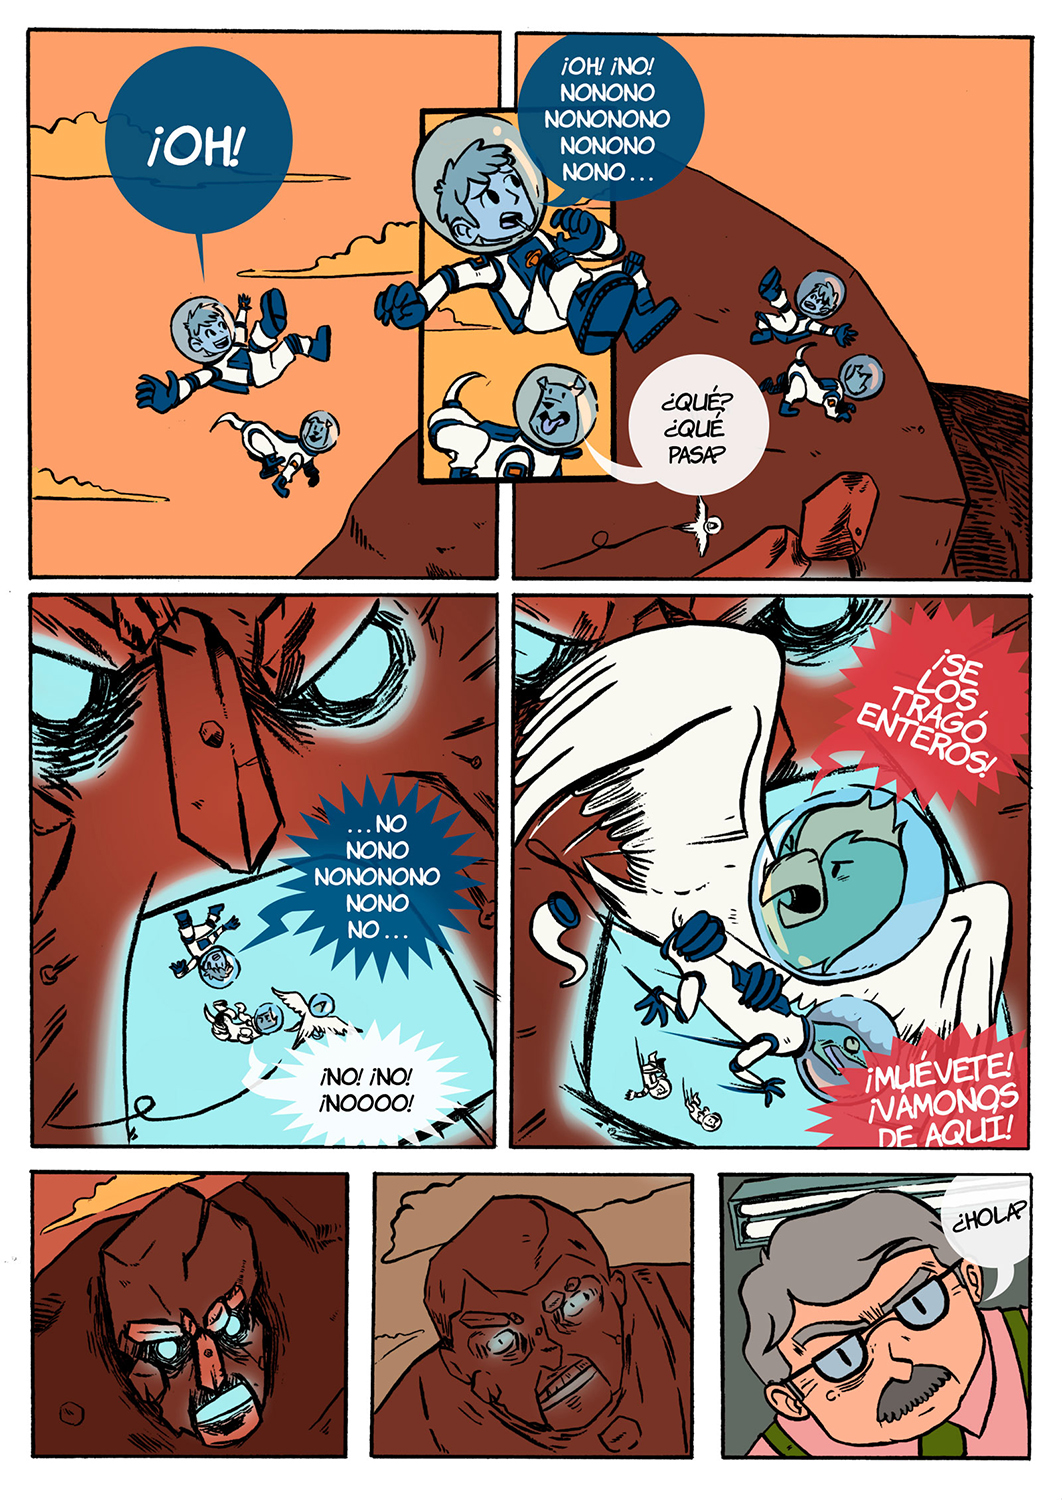 ¡OH!
¡OH! ¡NO!
NONONO
NONONONO
NONONO
NONO...
¿QUÉ?
¿QUÉ
PASA?
...NO
NONO
NONONONO
NONO
NO...
¡NO! ¡NO!
¡NOOOO!
¡SE
LOS
TRAGÓ
ENTEROS!
¡MUÉVETE!
¡VÁMONOS
DE AQUÍ!
¿HOLA?